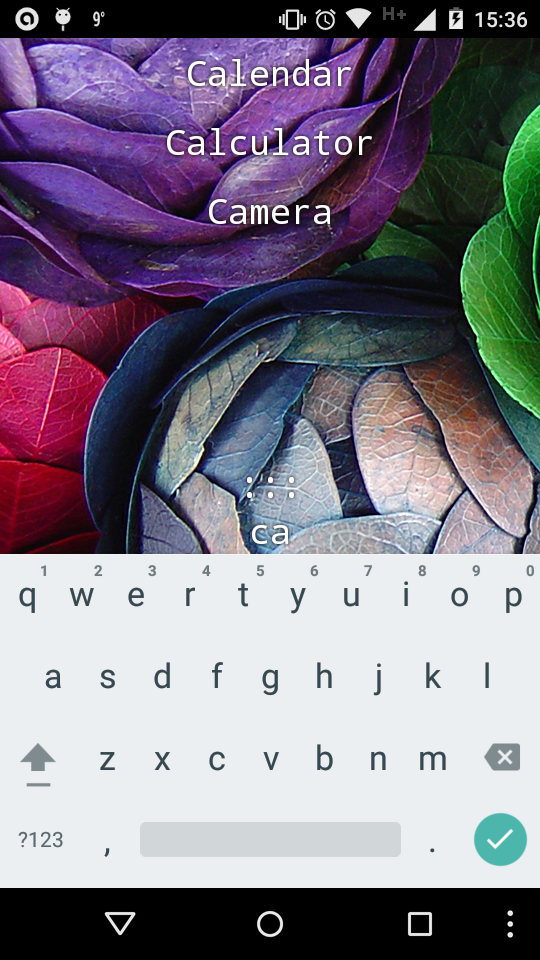 9° H+ 15:36
Calendar
Calculator
Camera
ca
1 2 3 4 5 6 7 8 9 0
q w e r t y u i o p
a s d f g h j k l
z x c v b n m
?123 , .